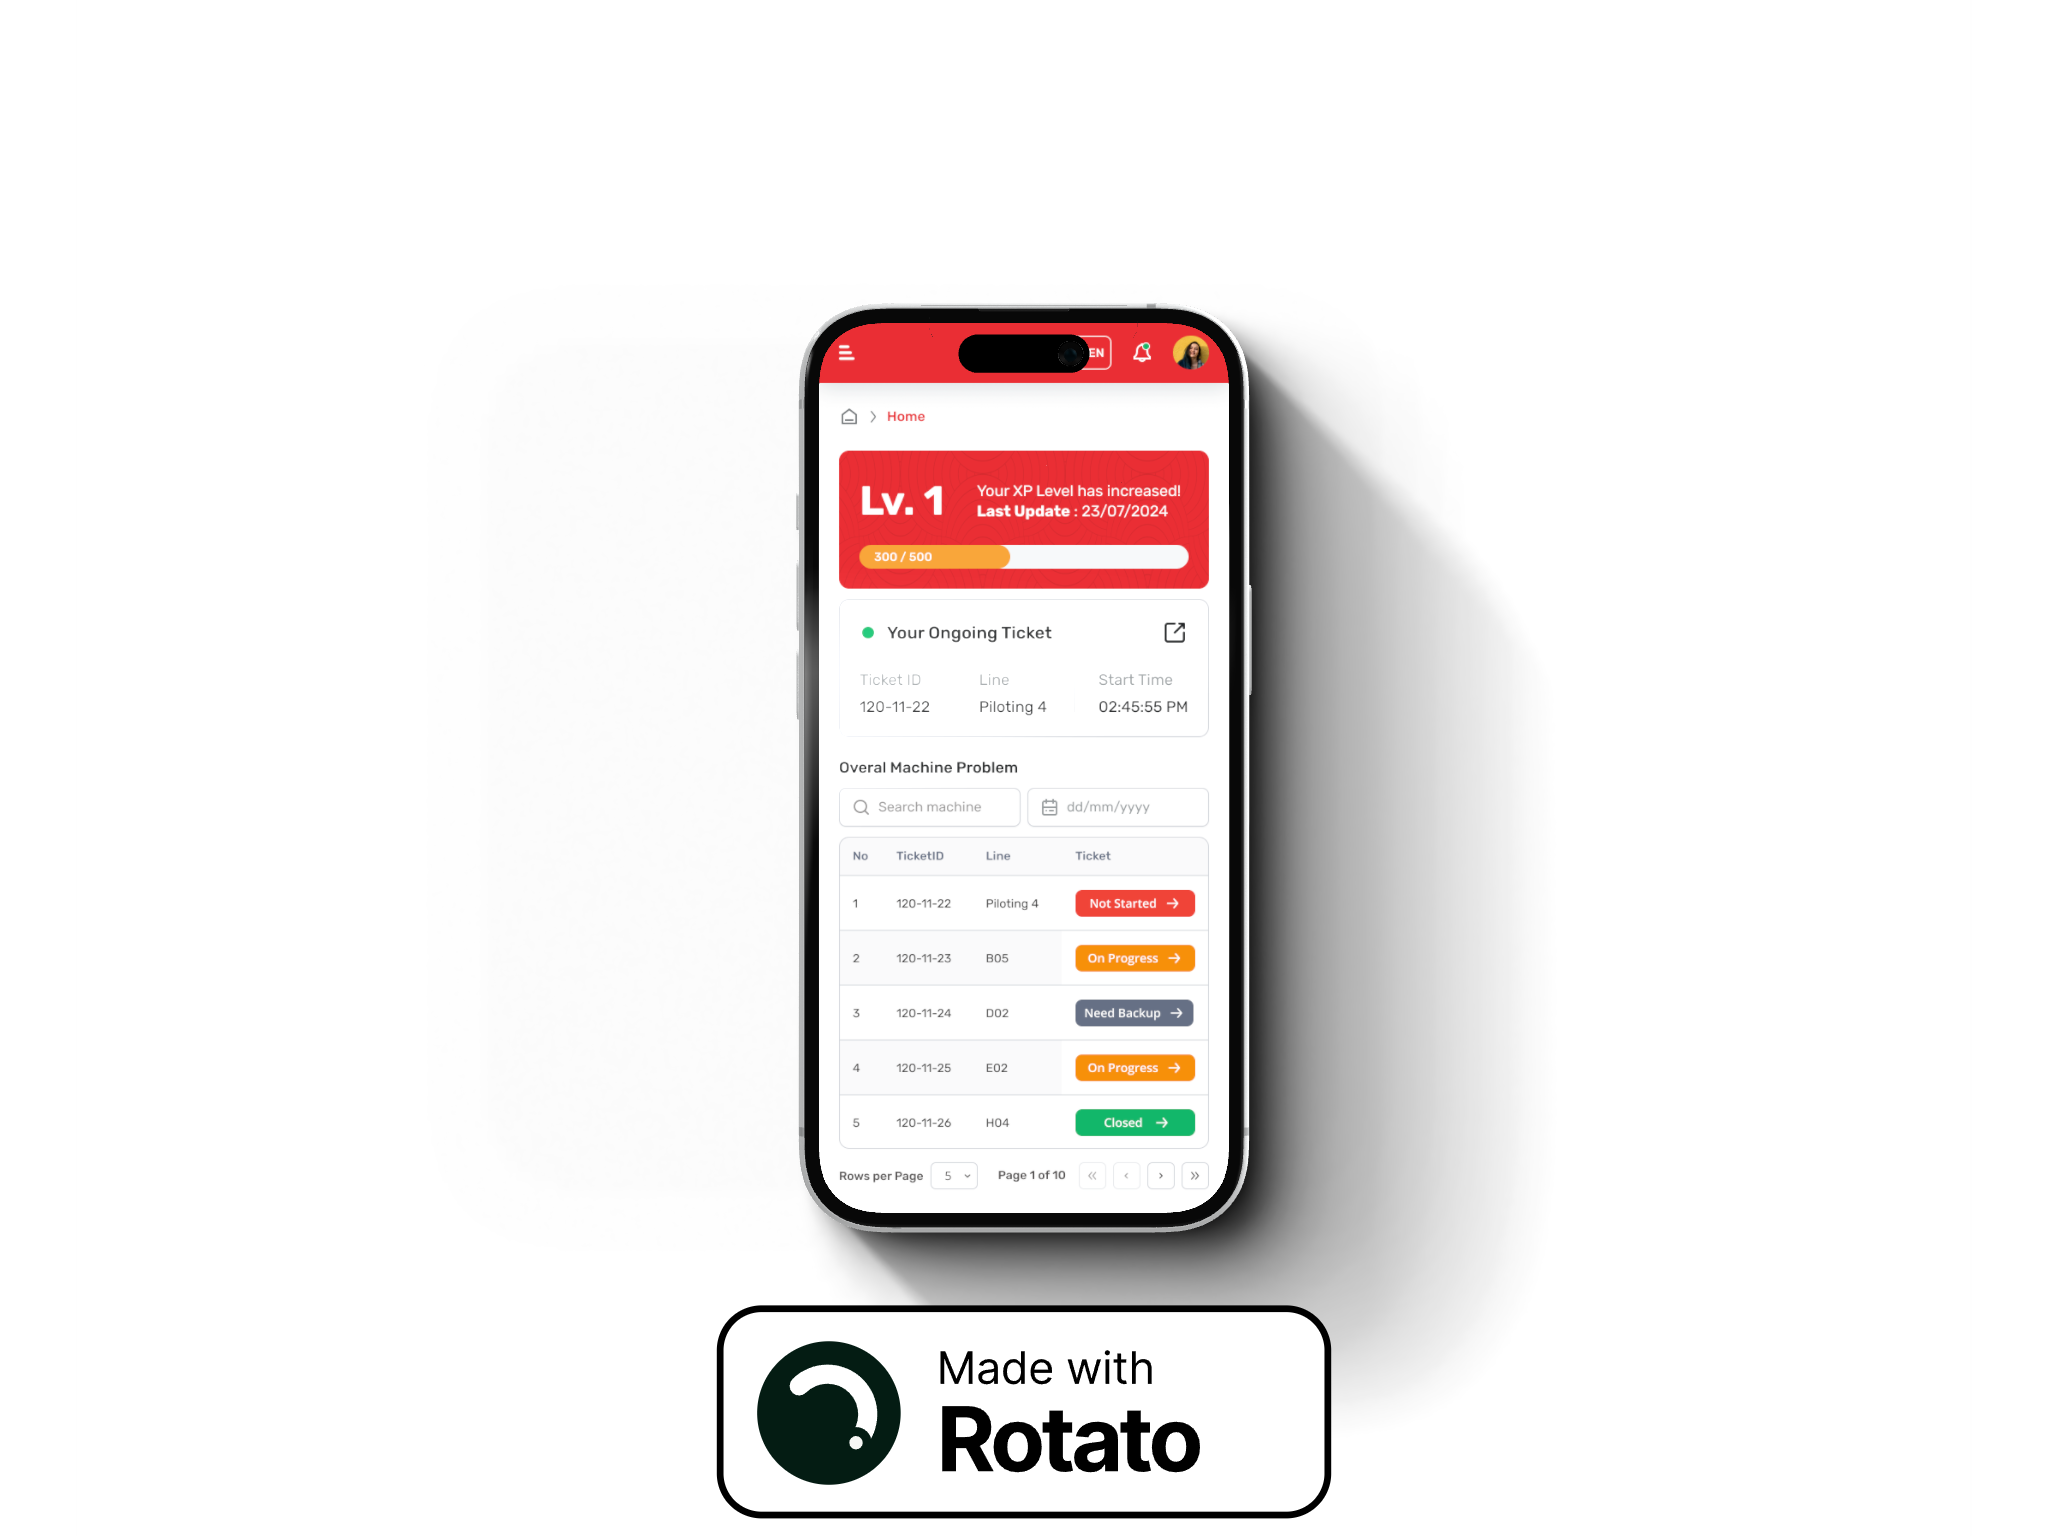 EN
Home
Lv. 1
Your XP Level has increased!
Last Update : 23/07/2024
300 / 500
Your Ongoing Ticket
Ticket ID Line Start Time
120-11-22 Piloting 4 02:45:55 PM
Overal Machine Problem
Search machine dd/mm/yyyy
No TicketID Line Ticket
1 120-11-22 Piloting 4 Not Started
2 120-11-23 B05 On Progress
3 120-11-24 D02 Need Backup
4 120-11-25 E02 On Progress
5 120-11-26 H04 Closed
Rows per Page 5 Page 1 of 10
Made with
Rotato